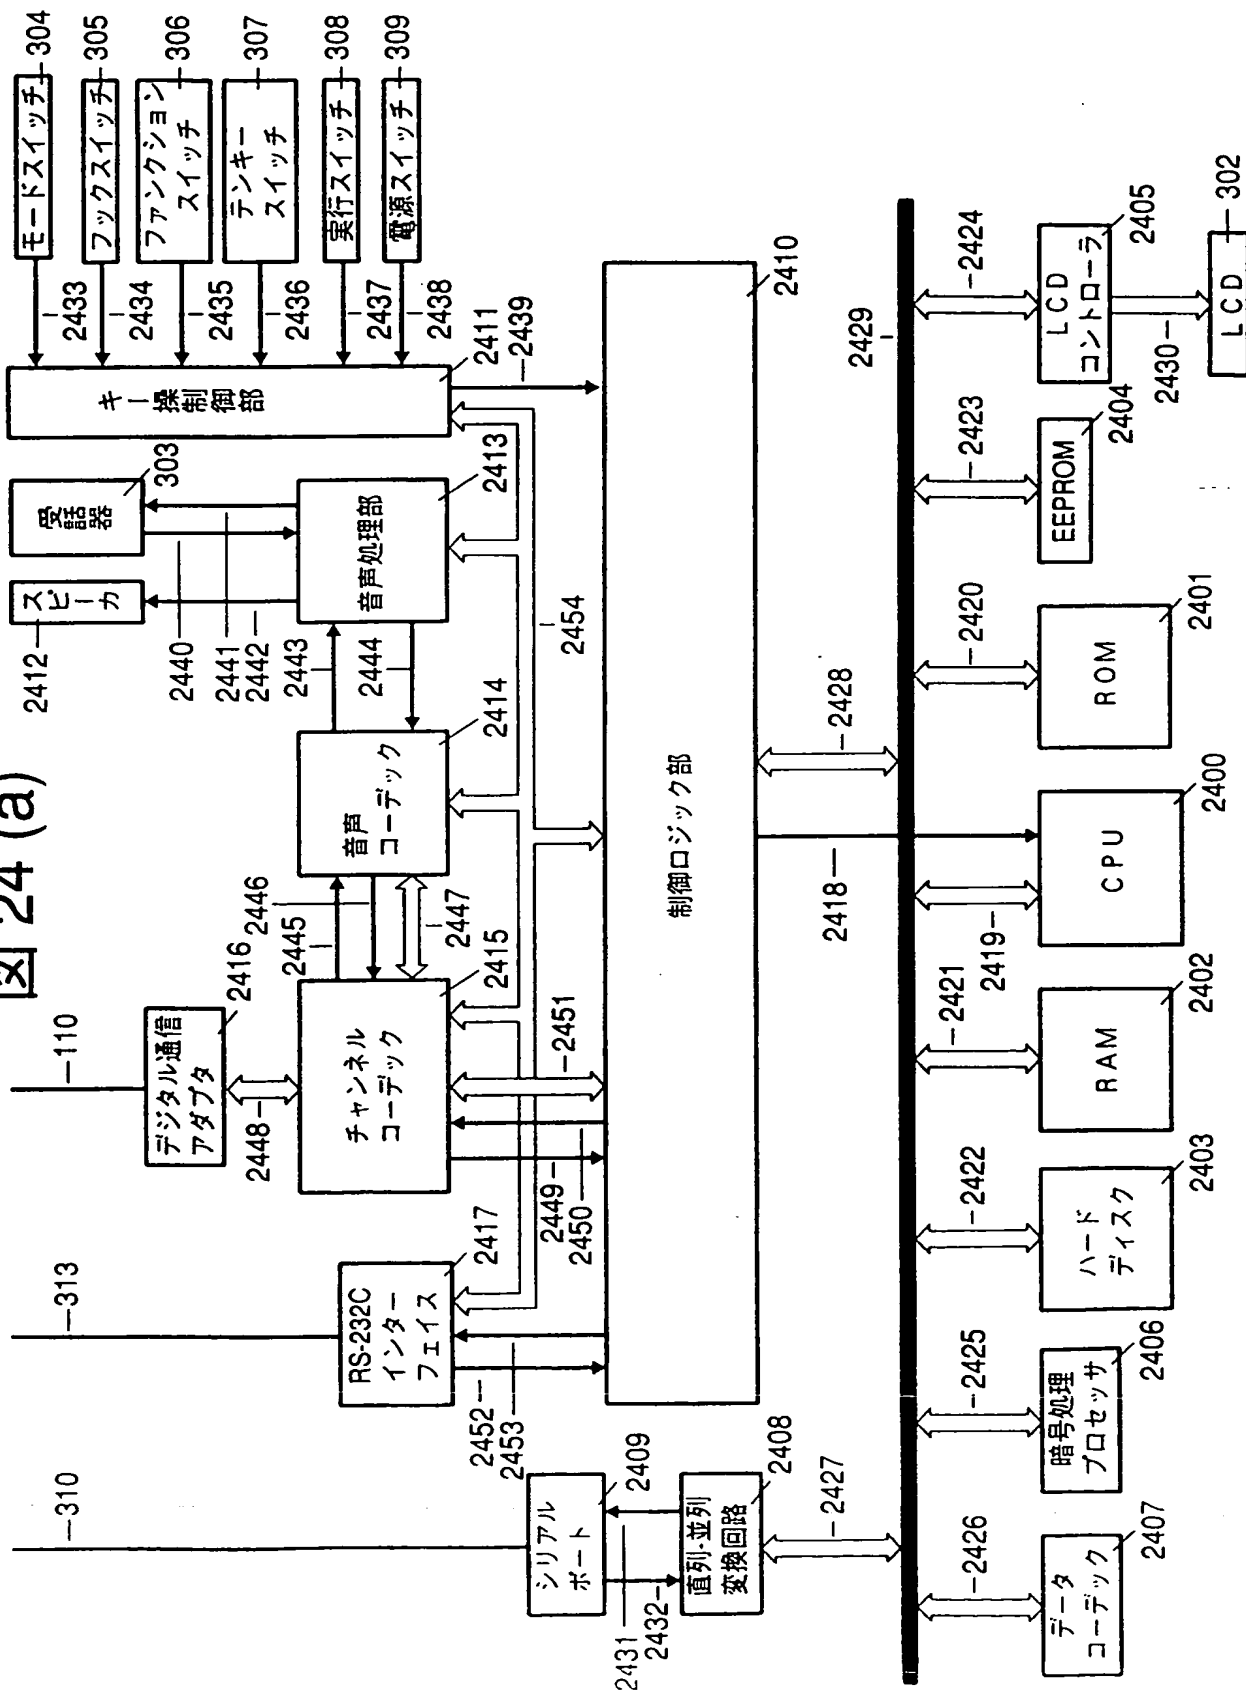 図 24 (a)
310
313
110
シリアル
ポート
2409
2431
2432
直列・並列
変換回路
2408
2427
RS-232C
インター
フェイス
2417
2452
2453
デジタル通信
アダプタ
2416
2448
チャンネル
コーデック
2415
2449
2450
2451
2445
2446
2447
音声
コーデック
2414
2443
2444
スピーカ
2412
受話器
303
2440
2441
2442
音声処理部
2413
2454
キー操制御部
2411
2439
モードスイッチ
304
2433
フックスイッチ
305
2434
ファンクション
スイッチ
306
2435
テンキー
スイッチ
307
2436
実行スイッチ
308
2437
電源スイッチ
309
2438
制御ロジック部
2410
2418
2428
2429
2426
データ
コーデック
2407
2425
暗号処理
プロセッサ
2406
2422
ハード
ディスク
2403
2421
RAM
2402
2419
CPU
2400
2420
ROM
2401
2423
EEPROM
2404
2424
LCD
コントローラ
2405
2430
LCD
302